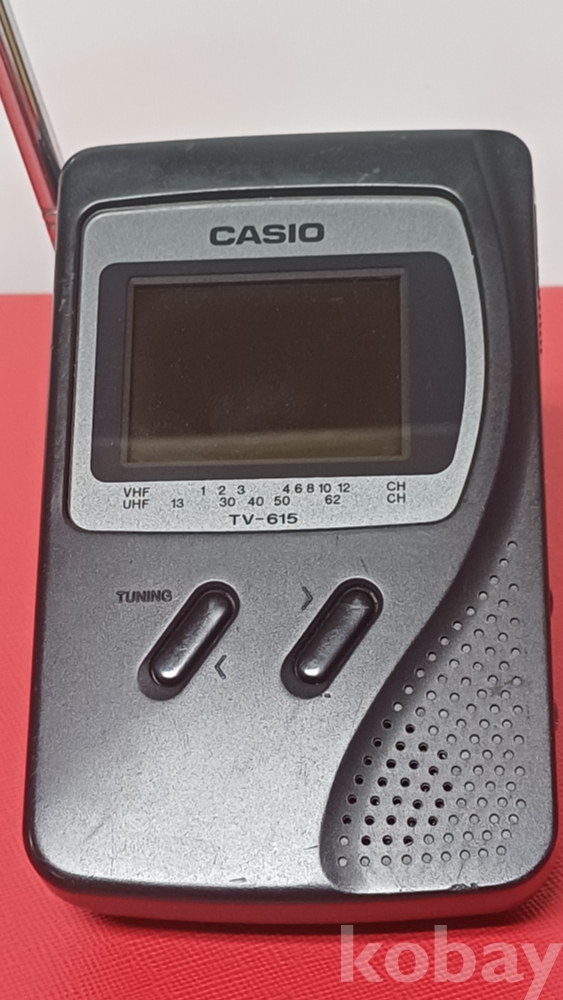 CASIO
VHF 1 2 3 4 6 8 10 12 CH
UHF 13 30 40 50 62 CH
TV-615
TUNING >
<
kobay